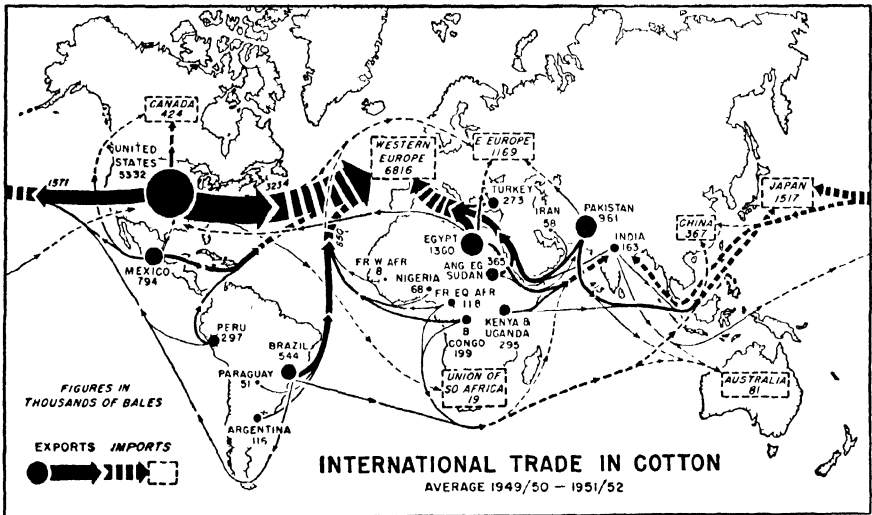 CANADA
424
UNITED
STATES
5332
1571
3234
WESTERN
EUROPE
6816
E EUROPE
1169
TURKEY
273
IRAN
58
PAKISTAN
961
INDIA
163
JAPAN
1517
CHINA
367
MEXICO
794
650
EGYPT
1300
ANG EG
SUDAN
365
FR W AFR
8
NIGERIA
68
FR EQ AFR
118
KENYA &
UGANDA
295
B
CONGO
199
415
PERU
297
BRAZIL
544
PARAGUAY
51
ARGENTINA
116
UNION OF
SO AFRICA
19
AUSTRALIA
81
FIGURES IN
THOUSANDS OF BALES
EXPORTS IMPORTS
INTERNATIONAL TRADE IN COTTON
AVERAGE 1949/50 – 1951/52